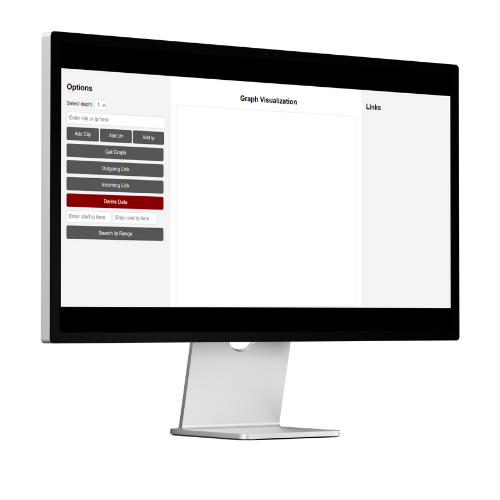 Options
Select depth: 1
Enter link or ip here
Add City Add Url Add Ip
Get Graph
Outgoing Link
Incoming Link
Delete Data
Enter start ip here Enter end ip here
Search Ip Range
Graph Visualization
Links